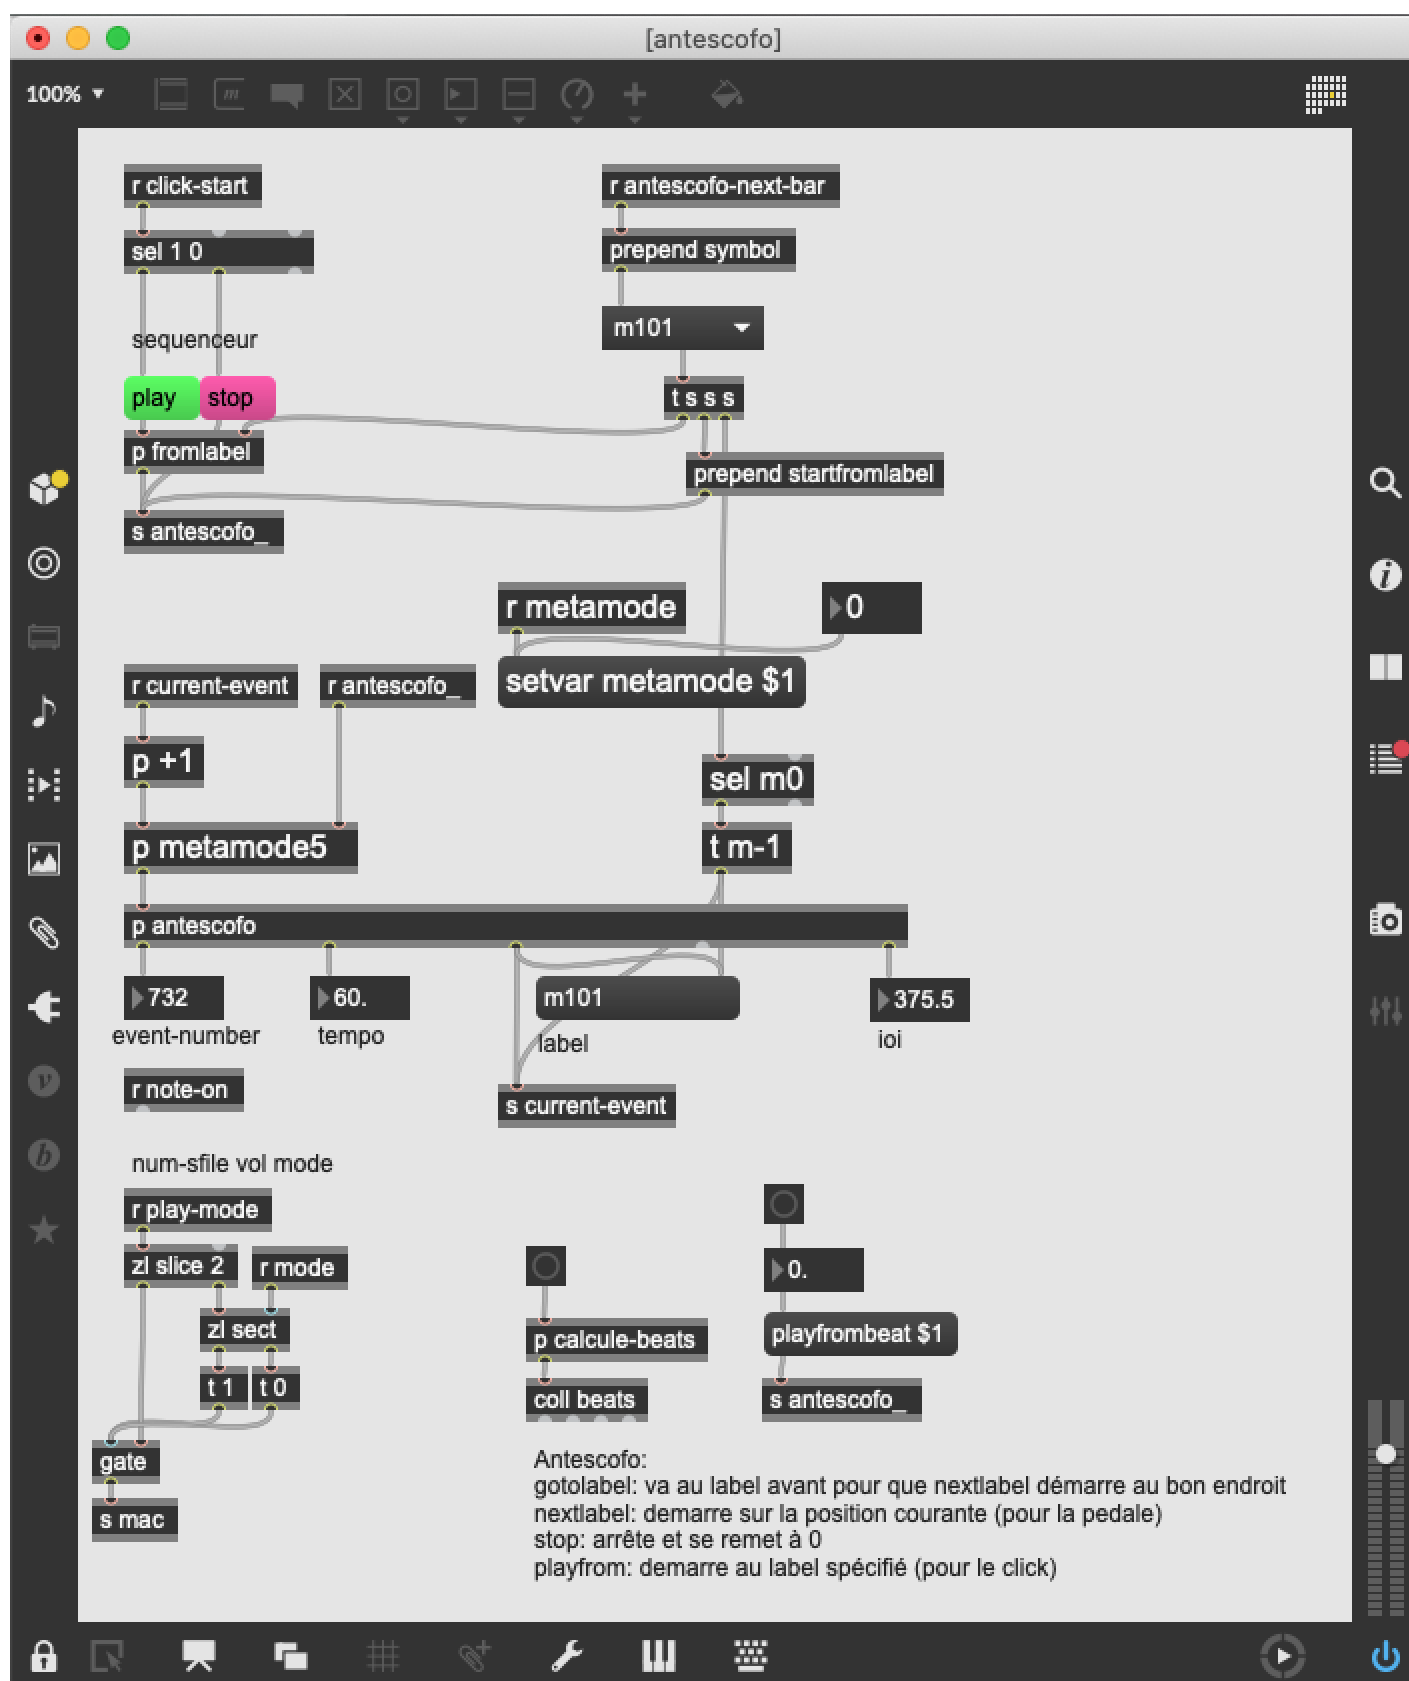 [antescofo]
100%
r click-start
r antescofo-next-bar
sel 1 0
prepend symbol
m101
sequenceur
play
stop
t s s s
p fromlabel
prepend startfromlabel
s antescofo_
r metamode
0
r current-event
r antescofo_
setvar metamode $1
p +1
sel m0
p metamode5
t m-1
p antescofo
732
60.
m101
375.5
event-number
tempo
label
ioi
r note-on
s current-event
num-sfile vol mode
r play-mode
zl slice 2
r mode
0.
zl sect
p calcule-beats
playfrombeat $1
t 1
t 0
coll beats
s antescofo_
gate
s mac
Antescofo:
gotolabel: va au label avant pour que nextlabel démarre au bon endroit
nextlabel: demarre sur la position courante (pour la pedale)
stop: arrête et se remet à 0
playfrom: demarre au label spécifié (pour le click)